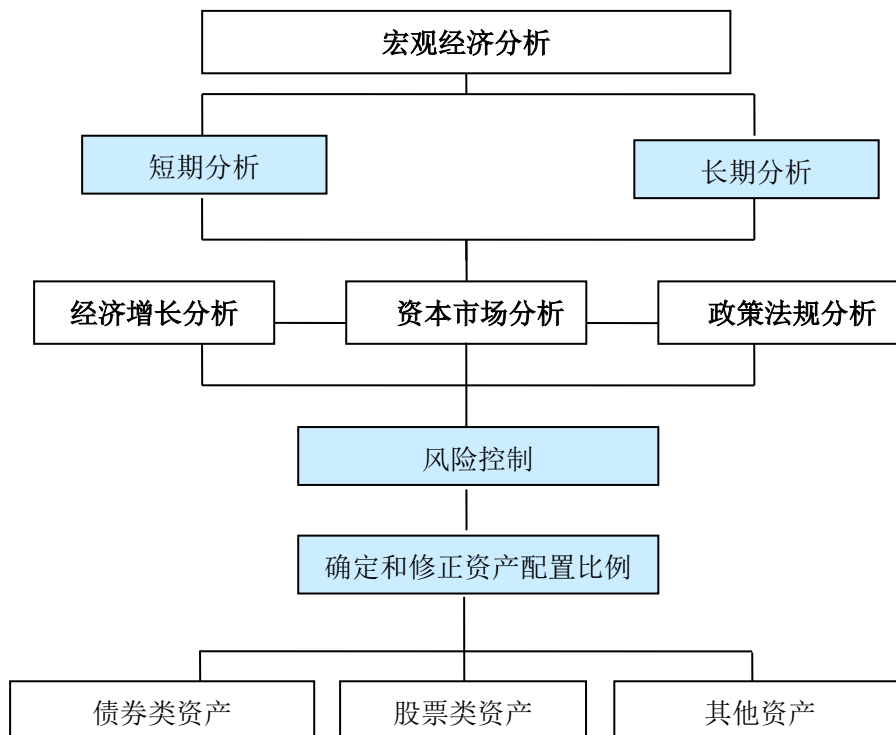 宏观经济分析
短期分析
长期分析
经济增长分析
资本市场分析
政策法规分析
风险控制
确定和修正资产配置比例
债券类资产
股票类资产
其他资产